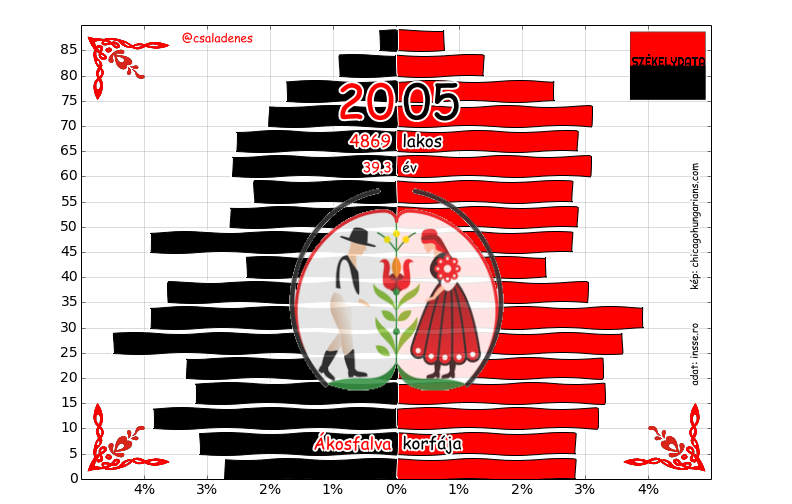 @csaladenes
SZÉKELYDATA
2005
4869 lakos
39.3 év
kép: chicagohungarians.com
adat: insse.ro
Ákosfalva korfája
85
80
75
70
65
60
55
50
45
40
35
30
25
20
15
10
5
0
4% 3% 2% 1% 0% 1% 2% 3% 4%